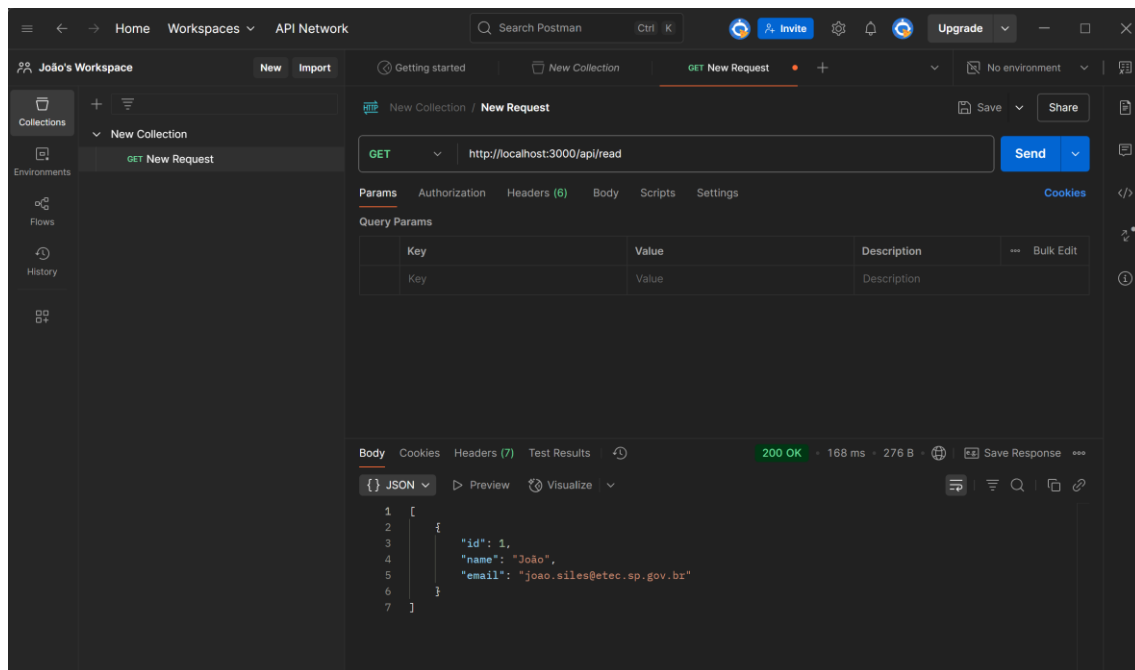 Home Workspaces API Network Search Postman Ctrl K Invite Upgrade
João's Workspace New Import Getting started New Collection GET New Request No environment
Collections
Environments
Flows
History
New Collection
GET New Request
HTTP New Collection / New Request Save Share
GET http://localhost:3000/api/read Send
Params Authorization Headers (6) Body Scripts Settings Cookies
Query Params
Key Value Description Bulk Edit
Key Value Description
Body Cookies Headers (7) Test Results 200 OK 168 ms 276 B Save Response
{} JSON Preview Visualize
1 [
2 {
3 "id": 1,
4 "name": "João",
5 "email": "joao.siles@etec.sp.gov.br"
6 }
7 ]